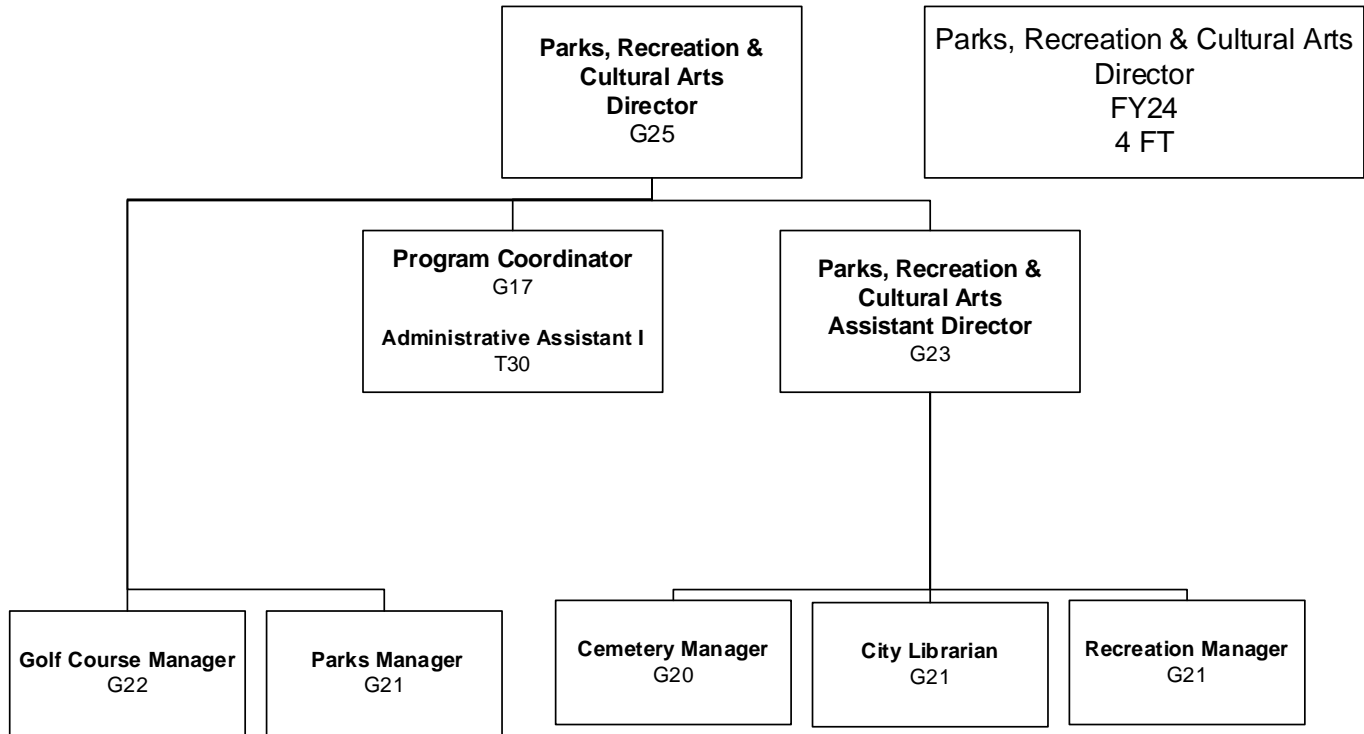 Parks, Recreation &
Cultural Arts
Director
G25
Parks, Recreation & Cultural Arts
Director
FY24
4 FT
Program Coordinator
G17
Administrative Assistant I
T30
Parks, Recreation &
Cultural Arts
Assistant Director
G23
Golf Course Manager
G22
Parks Manager
G21
Cemetery Manager
G20
City Librarian
G21
Recreation Manager
G21